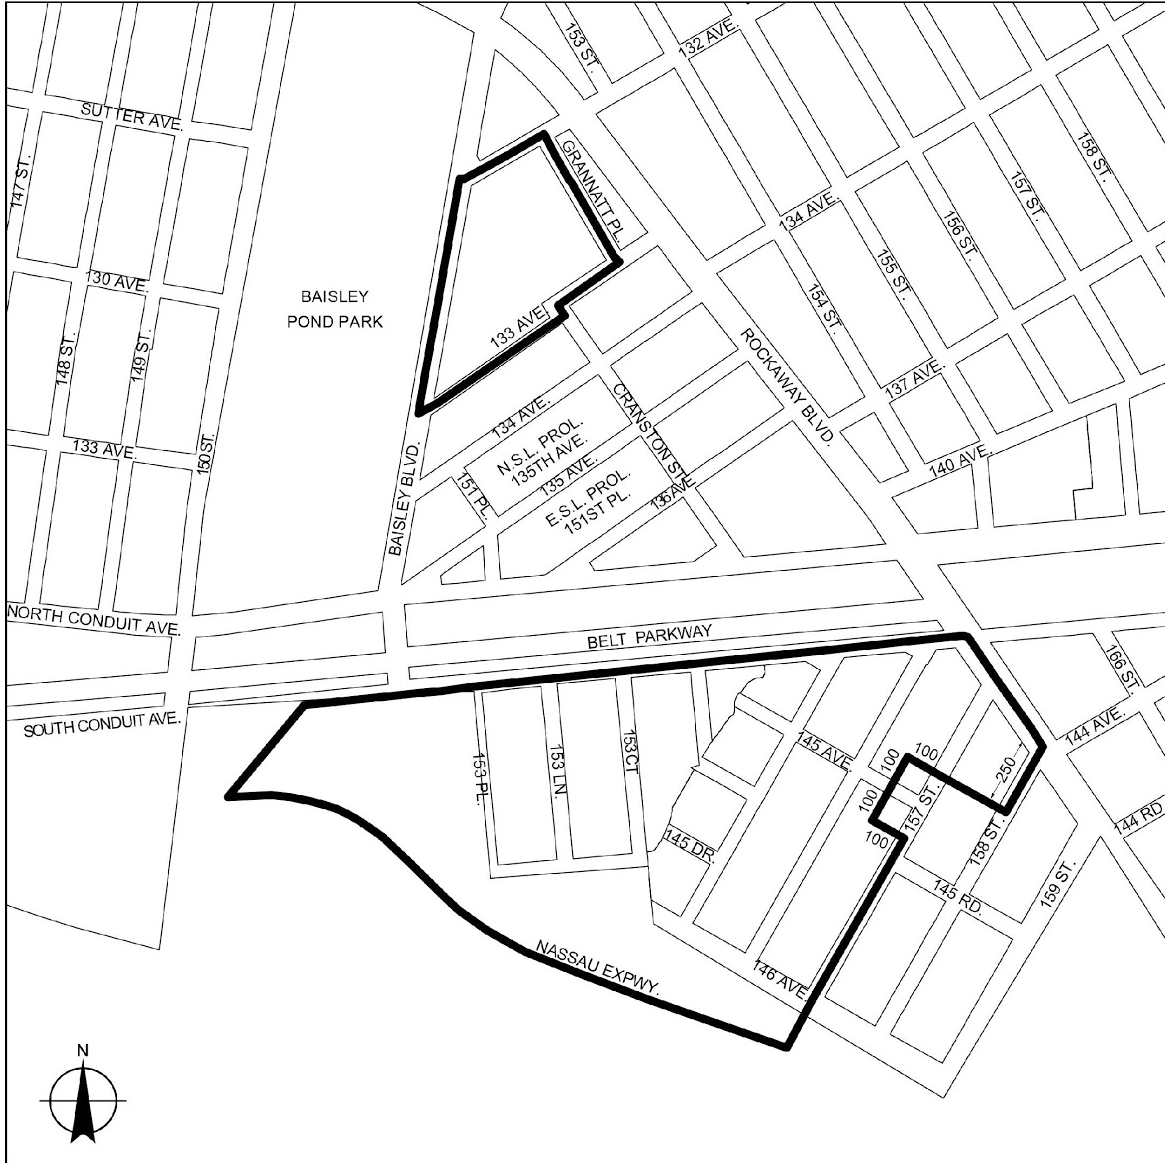 153 ST.
132 AVE.
SUTTER AVE.
147 ST.
GRANNATT PL.
158 ST.
157 ST.
134 AVE.
156 ST.
155 ST.
130 AVE.
BAISLEY
POND PARK
154 ST.
133 AVE.
148 ST.
149 ST.
ROCKAWAY BLVD.
137 AVE.
134 AVE.
CRANSTON ST.
N.S.L. PROL.
135TH AVE.
133 AVE.
150 ST.
140 AVE.
135 AVE.
151 PL.
E.S.L. PROL.
151ST PL.
136 AVE
BAISLEY BLVD.
NORTH CONDUIT AVE.
BELT PARKWAY
166 ST.
SOUTH CONDUIT AVE.
144 AVE.
153 PL.
153 LN.
153 CT
145 AVE.
100
100
250
100
157 ST.
144 RD
100
145 DR.
158 ST.
159 ST.
145 RD.
NASSAU EXPWY.
146 AVE.
N